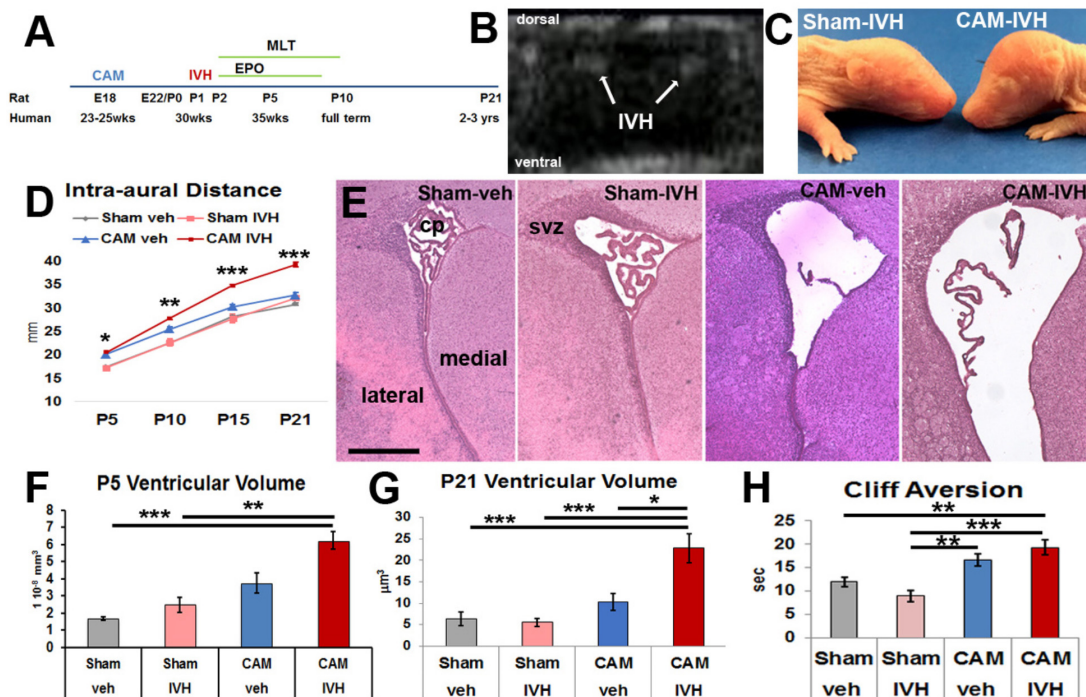 A
MLT
EPO
CAM IVH
Rat E18 E22/P0 P1 P2 P5 P10 P21
Human 23-25wks 30wks 35wks full term 2-3 yrs
B
dorsal
IVH
ventral
C
Sham-IVH CAM-IVH
D
Intra-aural Distance
Sham veh Sham IVH
CAM veh CAM IVH
40
35
30
25
20
15
10
mm
* ** *** ***
P5 P10 P15 P21
E
Sham-veh Sham-IVH CAM-veh CAM-IVH
cp
svz
medial
lateral
F
P5 Ventricular Volume
*** **
8
7
6
5
4
3
2
1
0
1 10⁻⁸ mm³
Sham Sham CAM CAM
veh IVH veh IVH
G
P21 Ventricular Volume
*** *** *
30
25
20
15
10
5
0
µm³
Sham Sham CAM CAM
veh IVH veh IVH
H
Cliff Aversion
**
***
**
25
20
15
10
5
0
sec
Sham Sham CAM CAM
veh IVH veh IVH